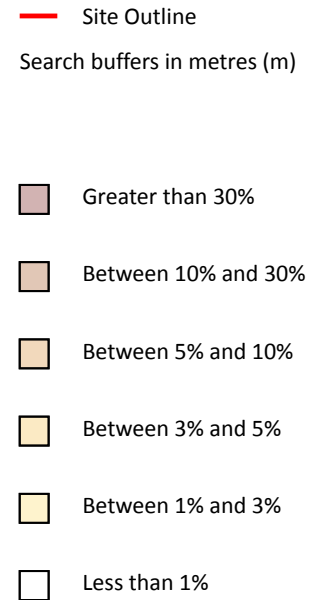 Site Outline
Search buffers in metres (m)
Greater than 30%
Between 10% and 30%
Between 5% and 10%
Between 3% and 5%
Between 1% and 3%
Less than 1%